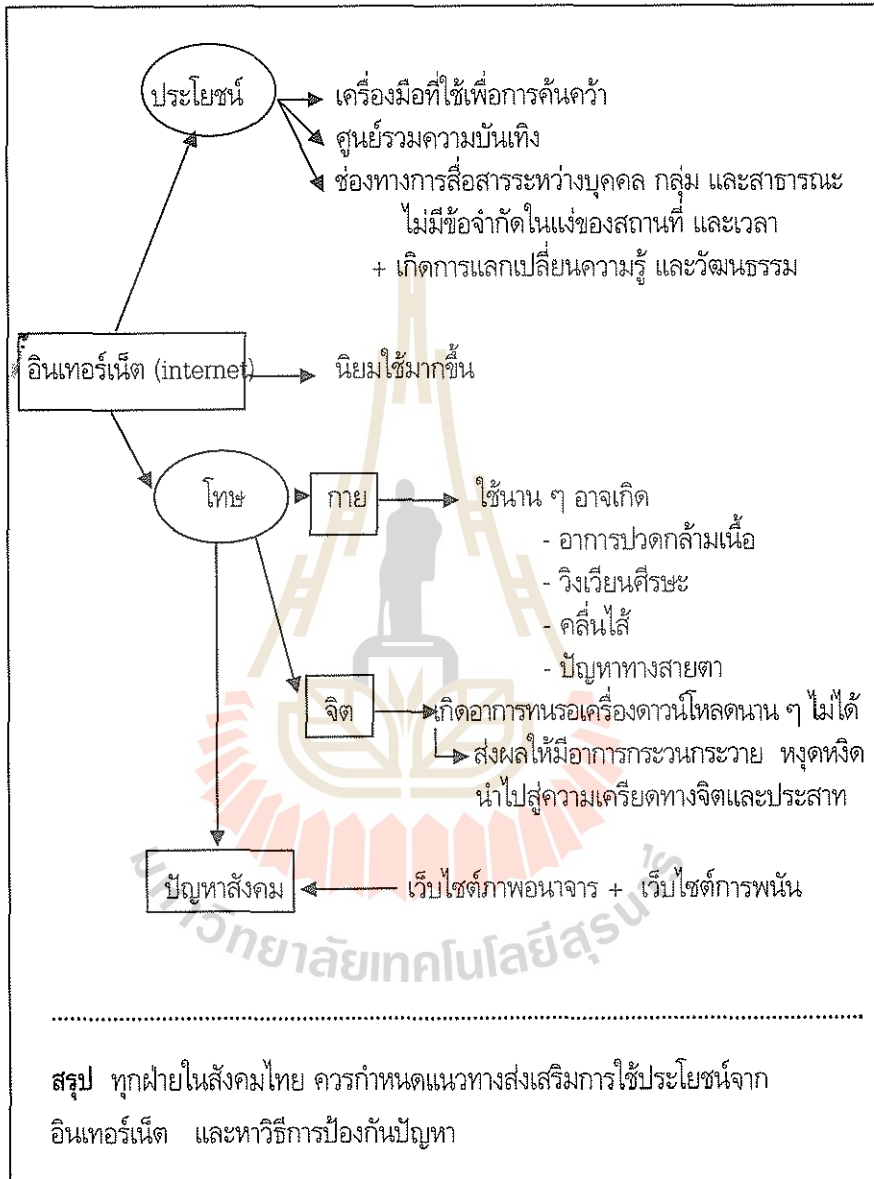 ประโยชน์
เครื่องมือที่ใช้เพื่อการค้นคว้า
ศูนย์รวมความบันเทิง
ช่องทางการสื่อสารระหว่างบุคคล กลุ่ม และสาธารณะ
ไม่มีข้อจำกัดในแง่ของสถานที่ และเวลา
+ เกิดการแลกเปลี่ยนความรู้ และวัฒนธรรม
อินเทอร์เน็ต (internet) นิยมใช้มากขึ้น
โทษ กาย ใช้นาน ๆ อาจเกิด
- อาการปวดกล้ามเนื้อ
- วิงเวียนศีรษะ
- คลื่นไส้
- ปัญหาทางสายตา
จิต เกิดอาการทนรอเครื่องดาวน์โหลดนาน ๆ ไม่ได้
ส่งผลให้มีอาการกระวนกระวาย หงุดหงิด
นำไปสู่ความเครียดทางจิตและประสาท
ปัญหาสังคม เว็บไซต์ภาพอนาจาร + เว็บไซต์การพนัน
มหาวิทยาลัยเทคโนโลยีสุรนารี
สรุป ทุกฝ่ายในสังคมไทย ควรกำหนดแนวทางส่งเสริมการใช้ประโยชน์จาก
อินเทอร์เน็ต และหาวิธีการป้องกันปัญหา